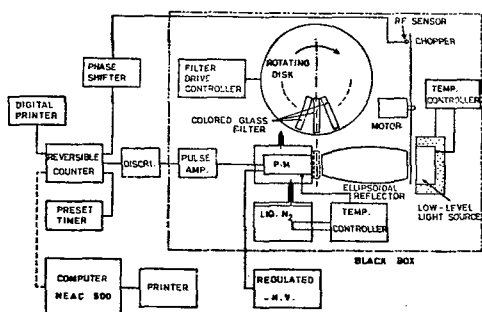 RF SENSOR
CHOPPER
PHASE
SHIFTER
FILTER
DRIVE
CONTROLLER
ROTATING
DISK
TEMP.
CONTROLLER
DIGITAL
PRINTER
COLORED GLASS
FILTER
MOTOR
REVERSIBLE
COUNTER
DISCRI.
PULSE
AMP.
P.M.
ELLIPSOIDAL
REFLECTOR
LOW-LEVEL
LIGHT SOURCE
PRESET
TIMER
LIQ. N2
TEMP.
CONTROLLER
BLACK BOX
COMPUTER
NEAC 500
PRINTER
REGULATED
-H.V.